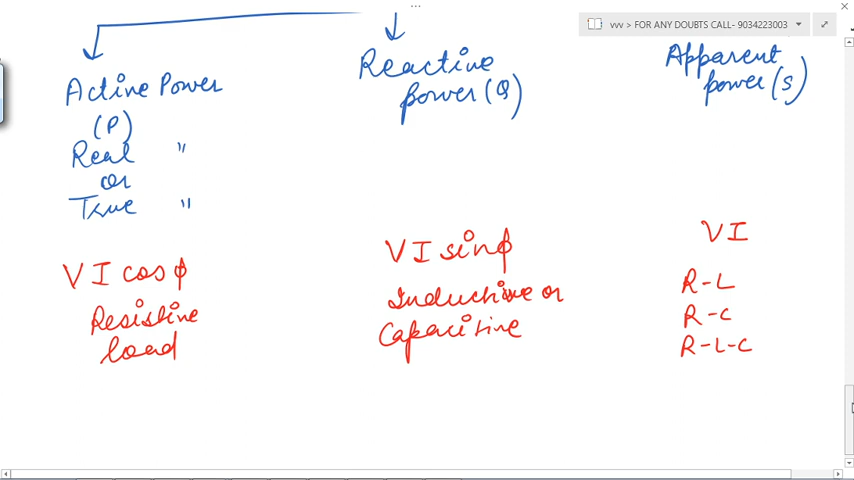 vvv > FOR ANY DOUBTS CALL- 9034223003
Active Power
(P)
Real "
or
True "
VI cos φ
Resistive
load
Reactive
power (Q)
VI sinφ
Inductive or
Capacitive
Apparent
power (S)
VI
R-L
R-C
R-L-C